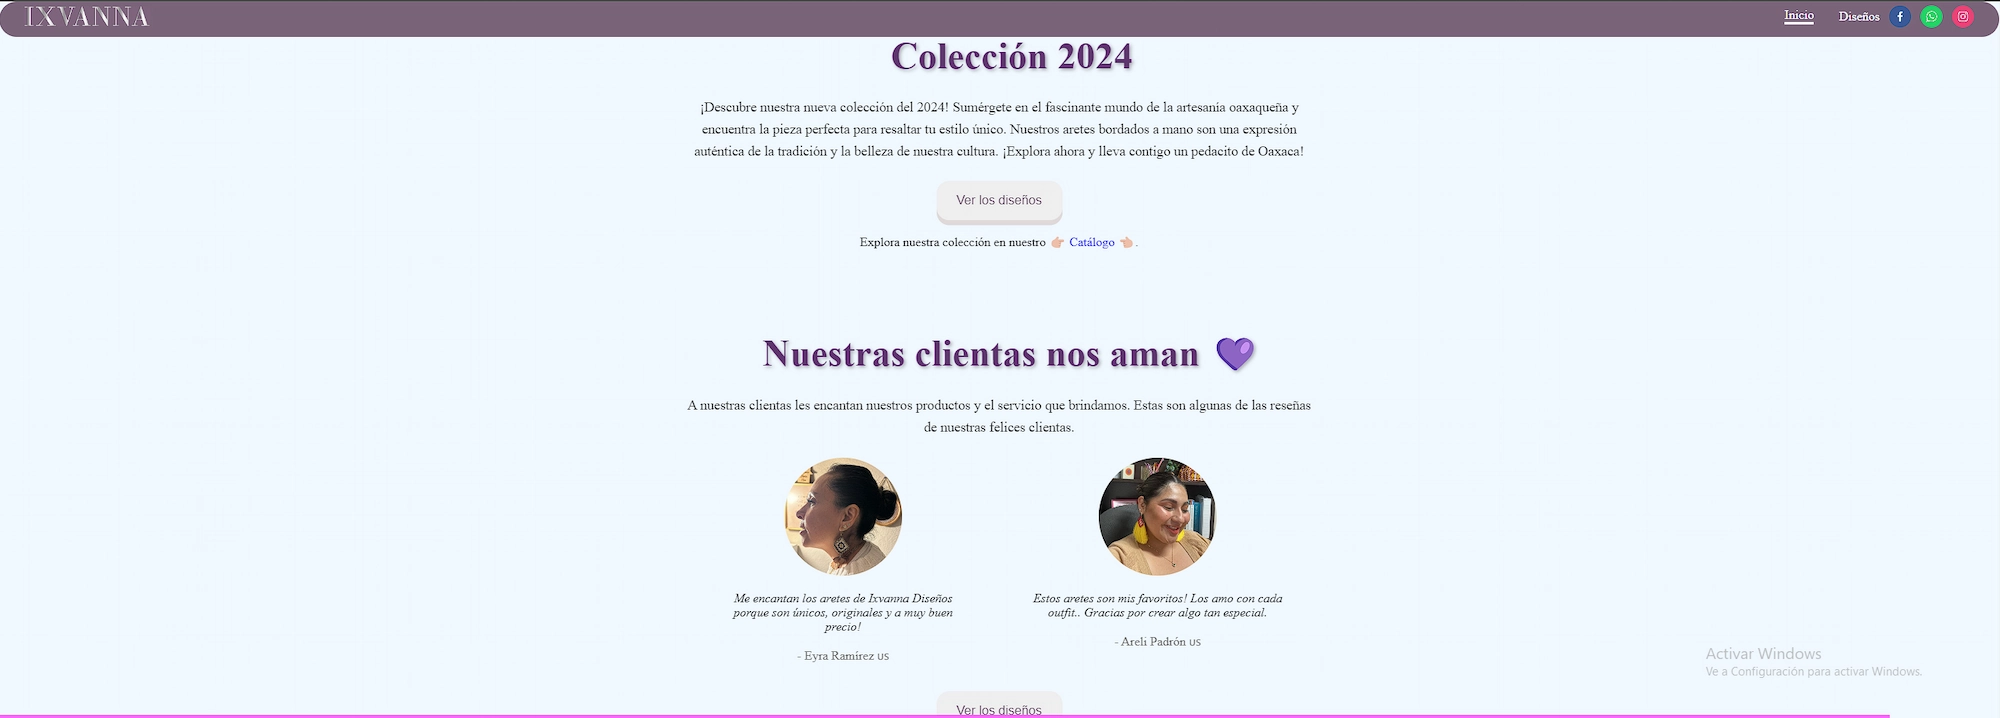 IXVANNA
Inicio
Diseños
Colección 2024
¡Descubre nuestra nueva colección del 2024! Sumérgete en el fascinante mundo de la artesanía oaxaqueña y
encuentra la pieza perfecta para resaltar tu estilo único. Nuestros aretes bordados a mano son una expresión
auténtica de la tradición y la belleza de nuestra cultura. ¡Explora ahora y lleva contigo un pedacito de Oaxaca!
Ver los diseños
Explora nuestra colección en nuestro 👉🏼 Catálogo 👈🏼 .
Nuestras clientas nos aman 💜
A nuestras clientas les encantan nuestros productos y el servicio que brindamos. Estas son algunas de las reseñas
de nuestras felices clientas.
Me encantan los aretes de Ixvanna Diseños
porque son únicos, originales y a muy buen
precio!
- Eyra Ramírez US
Estos aretes son mis favoritos! Los amo con cada
outfit.. Gracias por crear algo tan especial.
- Areli Padrón US
Ver los diseños
Activar Windows
Ve a Configuración para activar Windows.